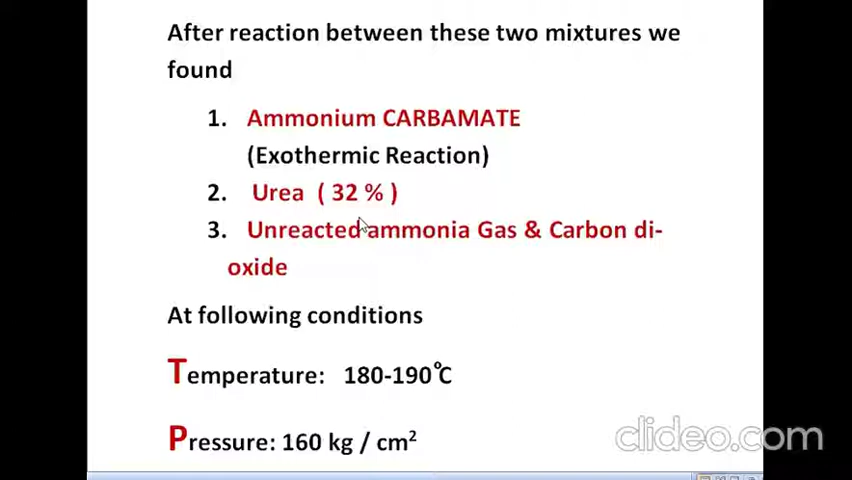 After reaction between these two mixtures we
found
1. Ammonium CARBAMATE
(Exothermic Reaction)
2. Urea ( 32 % )
3. Unreacted ammonia Gas & Carbon di-
oxide
At following conditions
Temperature: 180-190°C
Pressure: 160 kg / cm²
clideo.com